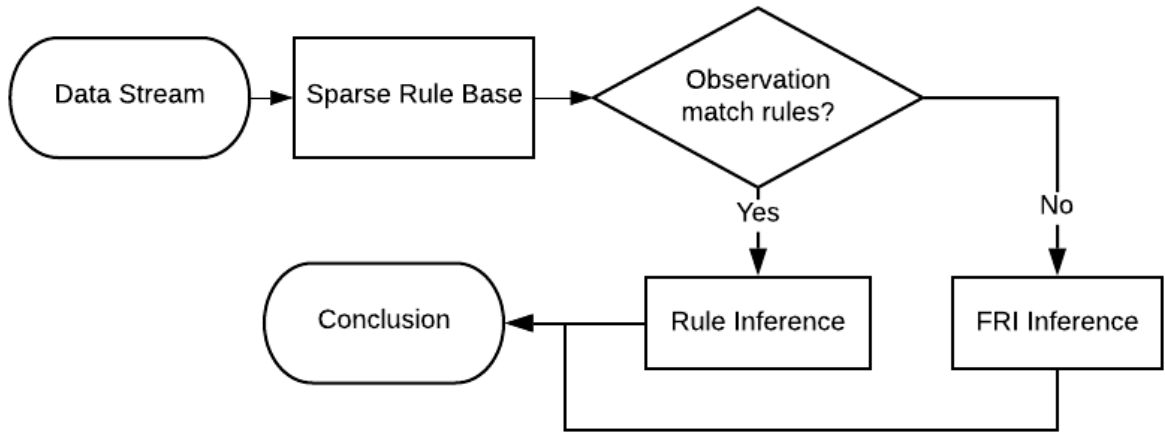 Data Stream
Sparse Rule Base
Observation
match rules?
Yes
No
Conclusion
Rule Inference
FRI Inference